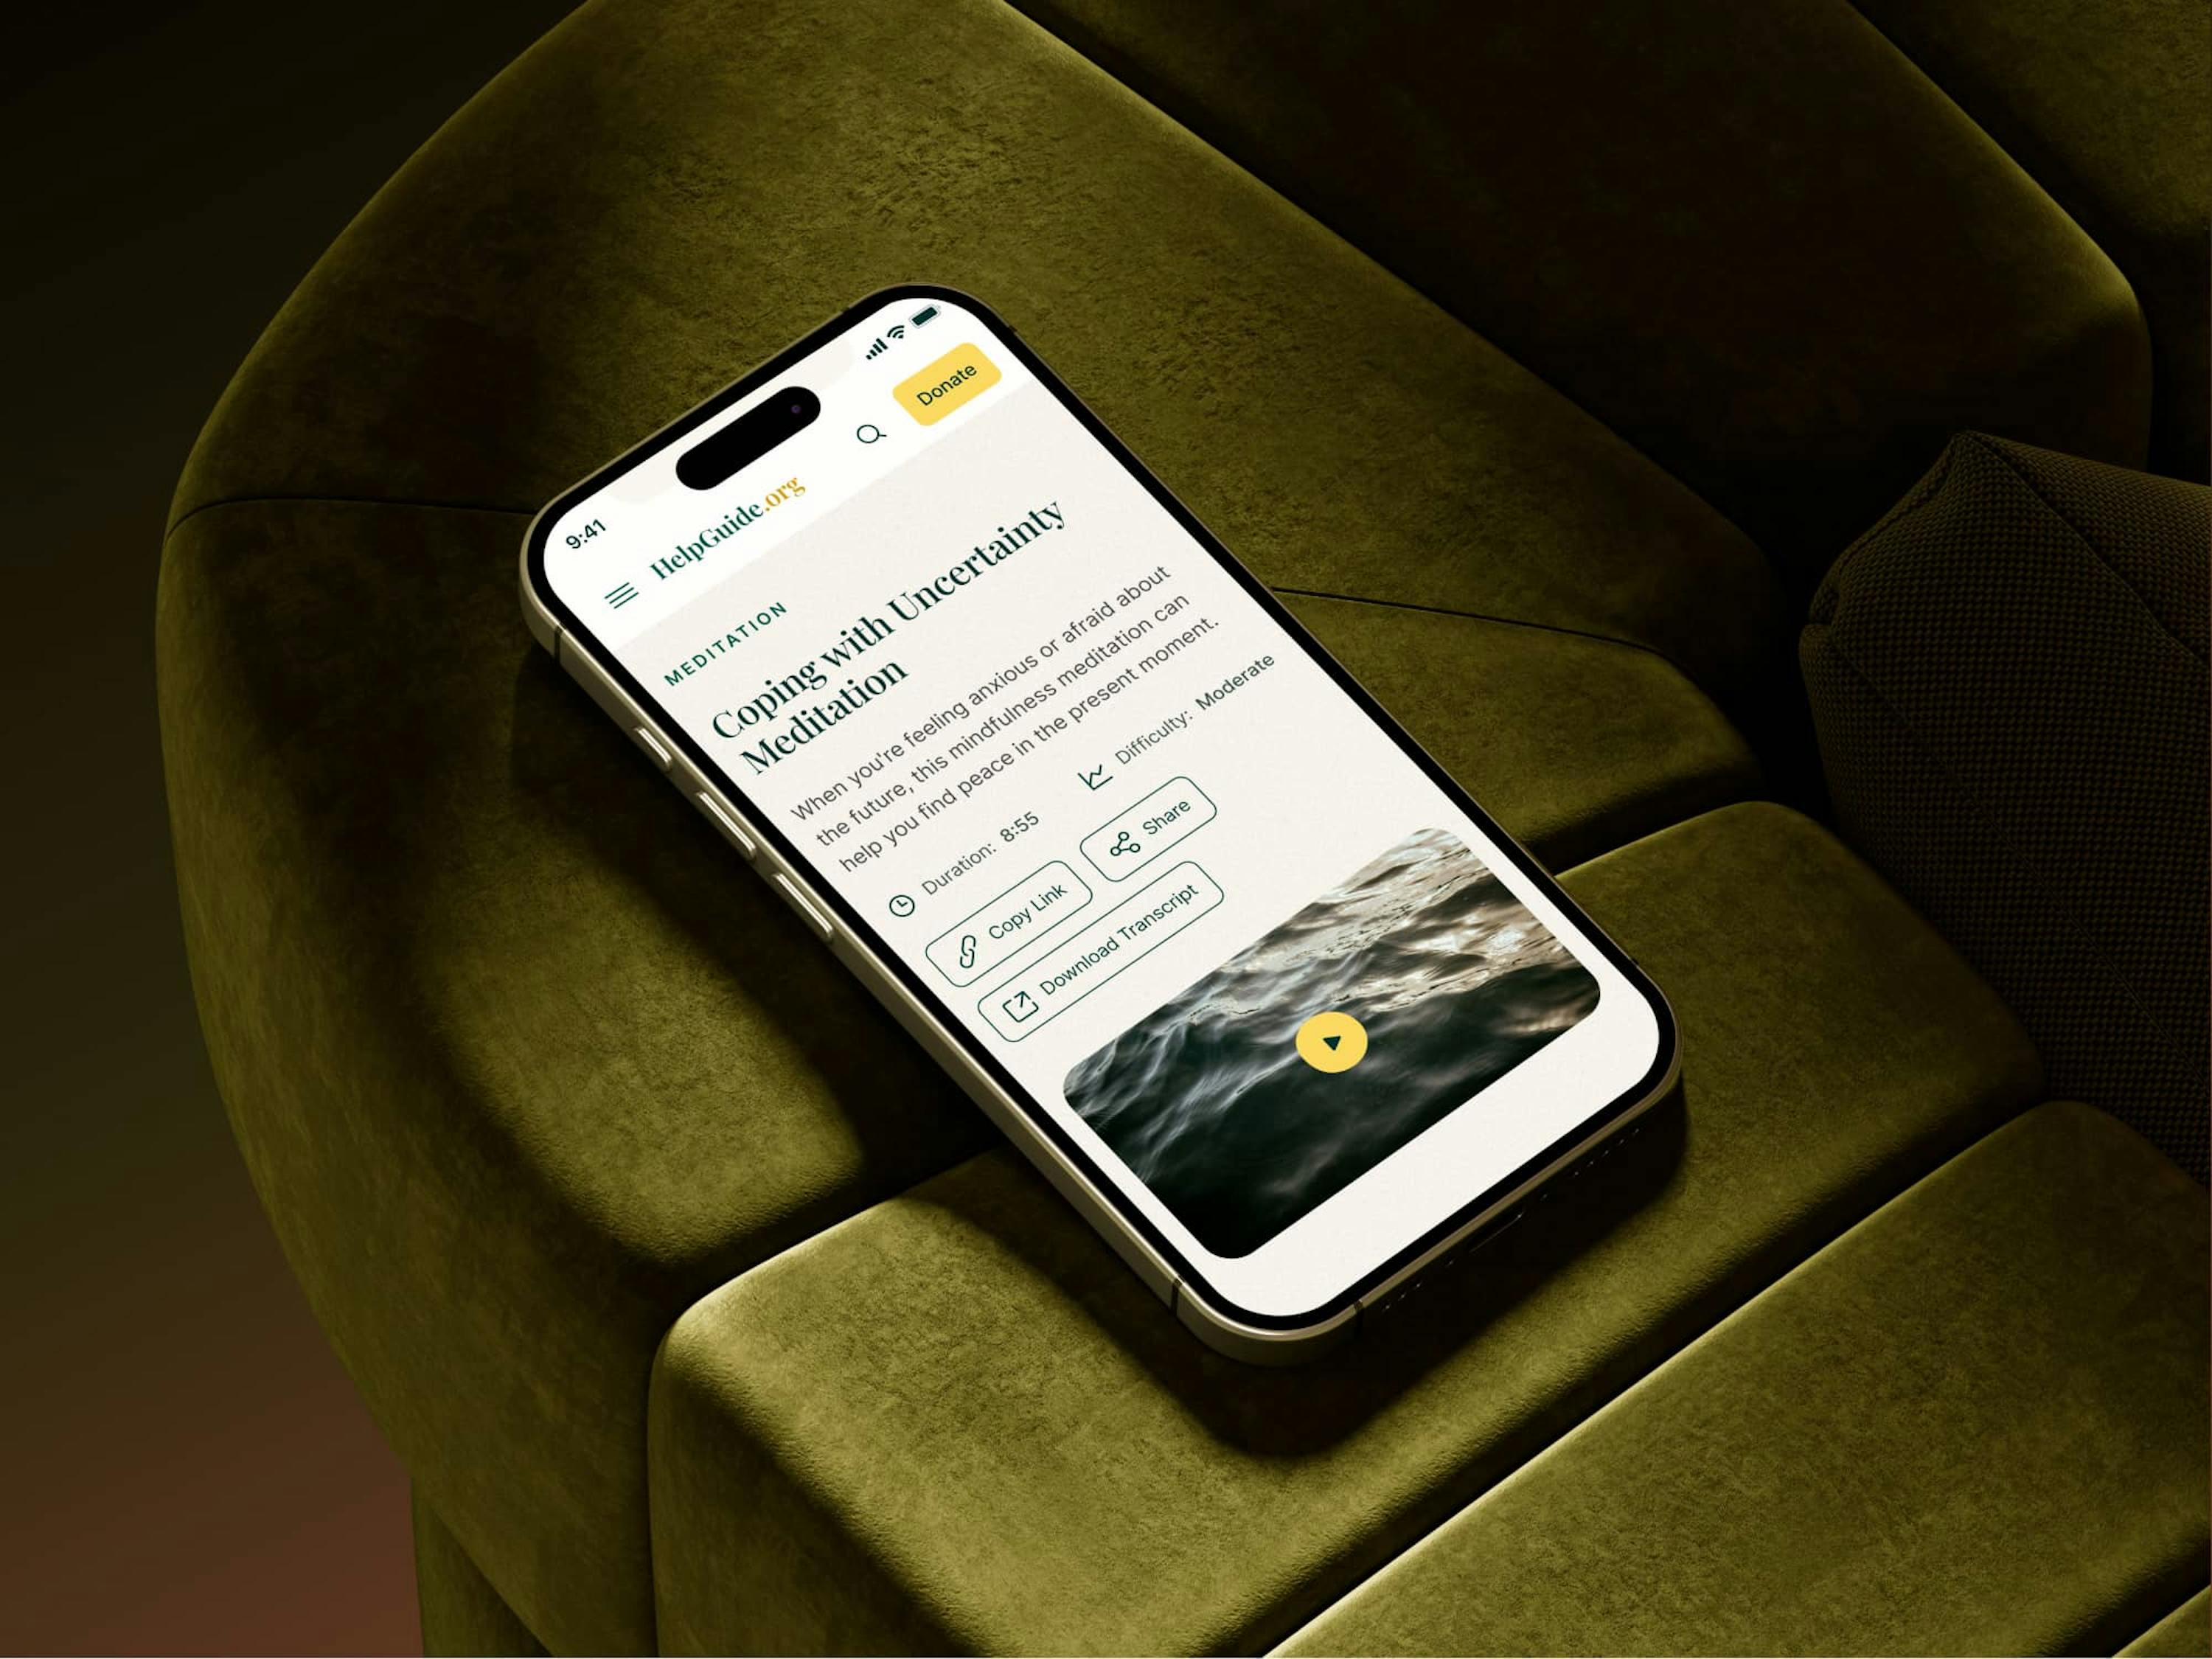 9:41
HelpGuide.org
Donate
MEDITATION
Coping with Uncertainty
Meditation
When you're feeling anxious or afraid about
the future, this mindfulness meditation can
help you find peace in the present moment.
Duration: 8:55
Difficulty: Moderate
Copy Link
Share
Download Transcript